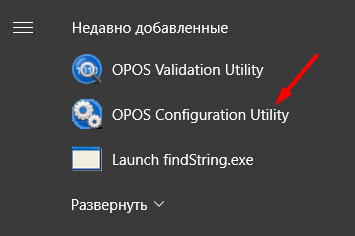 Недавно добавленные
OPOS Validation Utility
OPOS Configuration Utility
Launch findString.exe
Развернуть